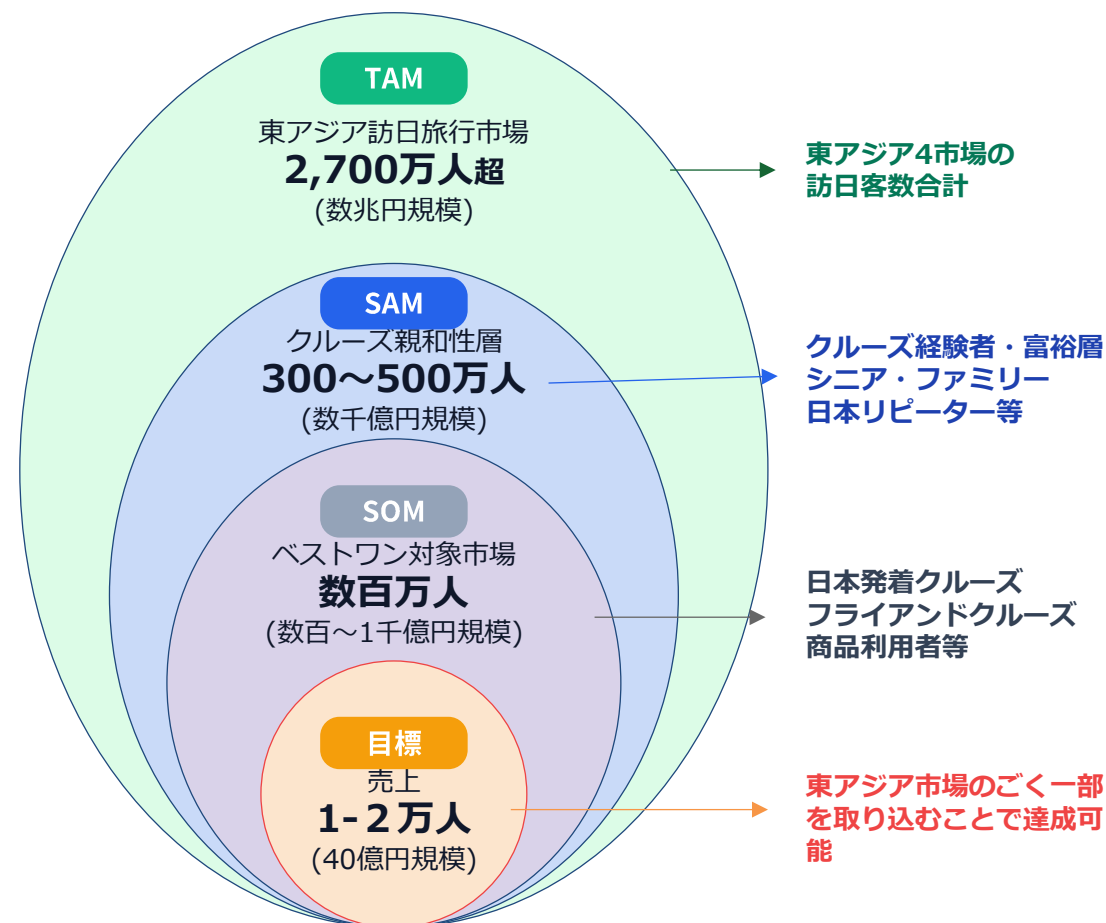 TAM
東アジア訪日旅行市場
2,700万人超
(数兆円規模)
東アジア4市場の
訪日客数合計
SAM
クルーズ親和性層
300～500万人
(数千億円規模)
クルーズ経験者・富裕層
シニア・ファミリー
日本リピーター等
SOM
ベストワン対象市場
数百万人
(数百～1千億円規模)
日本発着クルーズ
フライアンドクルーズ
商品利用者等
目標
売上
1-２万人
(40億円規模)
東アジア市場のごく一部
を取り込むことで達成可
能